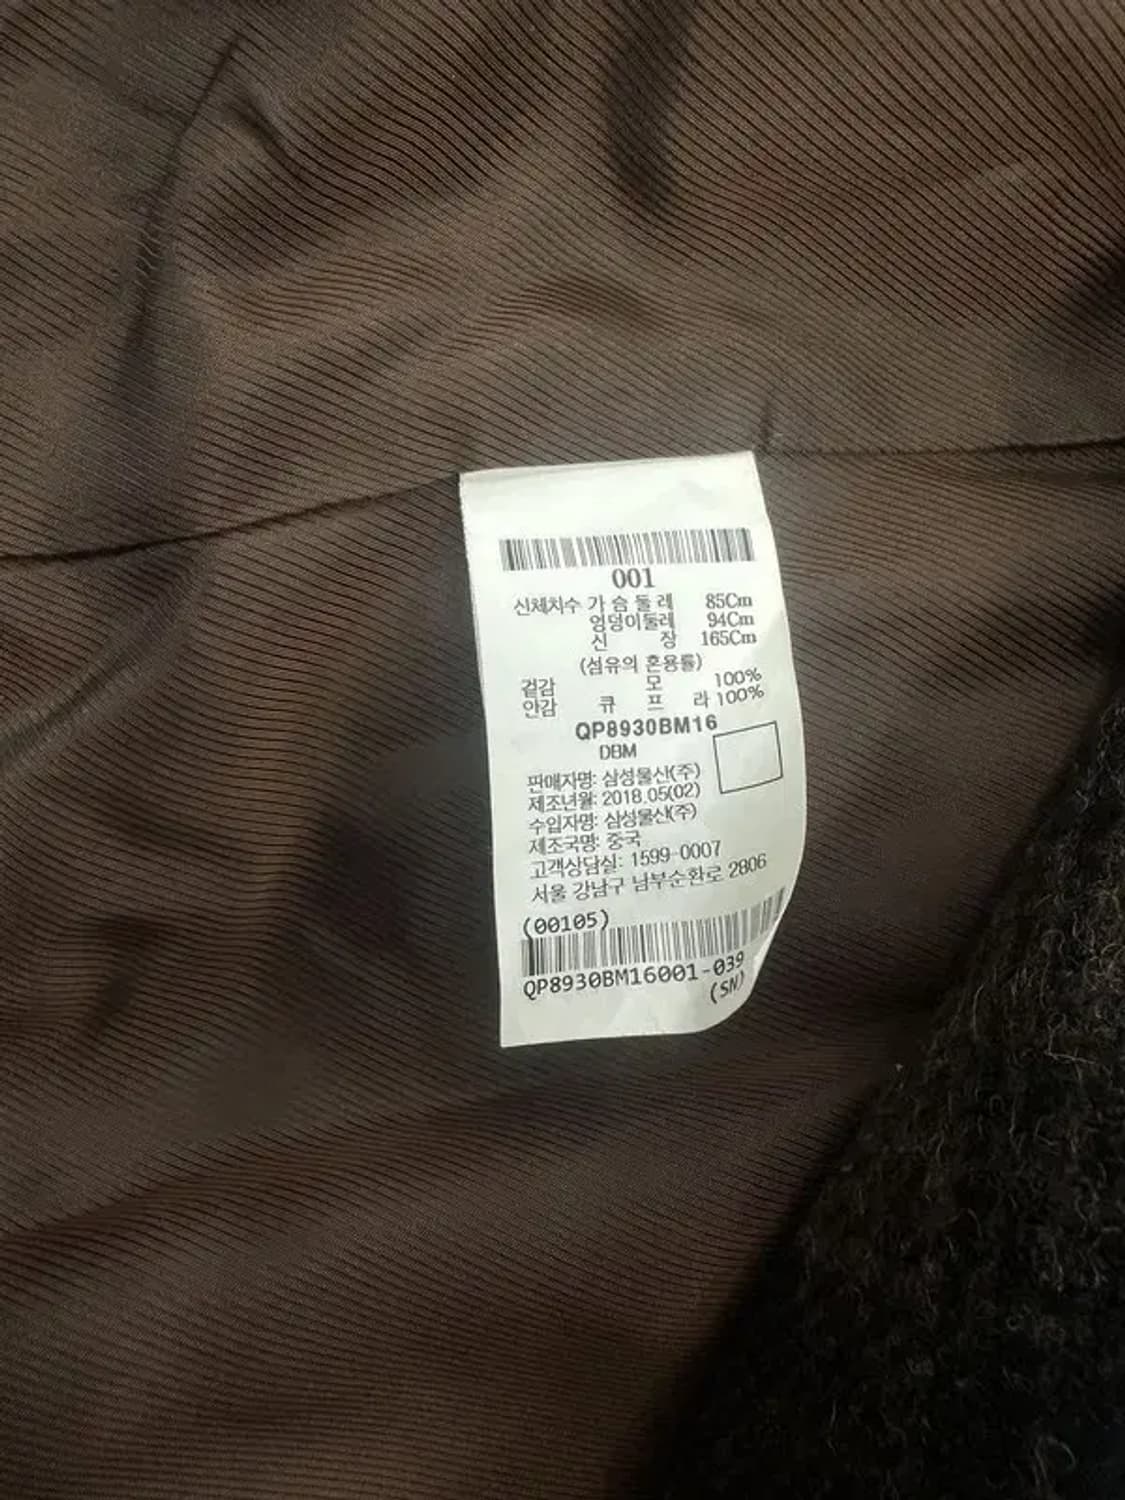 001
신체치수 가 슴 둘 레 85Cm
엉덩이둘레 94Cm
신 장 165Cm
(섬유의 혼용률)
겉감 모 100%
안감 큐 프 라 100%
QP8930BM16
DBM
판매자명: 삼성물산(주)
제조년월: 2018.05(02)
수입자명: 삼성물산(주)
제조국명: 중국
고객상담실: 1599-0007
서울 강남구 남부순환로 2806
(00105)
QP8930BM16001-039
(SN)